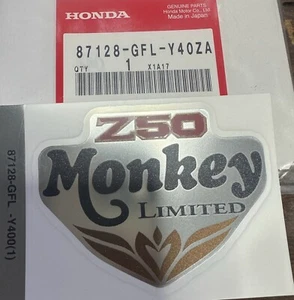 HONDA
GENUINE PARTS
Honda Motor Co., Ltd.
Made in Japan
87128-GFL-Y40ZA
QTY 1 X1A17
87128-GFL -Y400(1)
Z50
Monkey
LIMITED